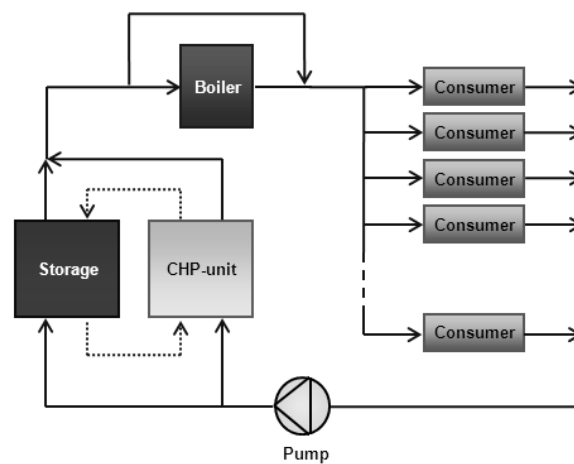 Boiler
Consumer
Consumer
Consumer
Consumer
Storage
CHP-unit
Consumer
Pump